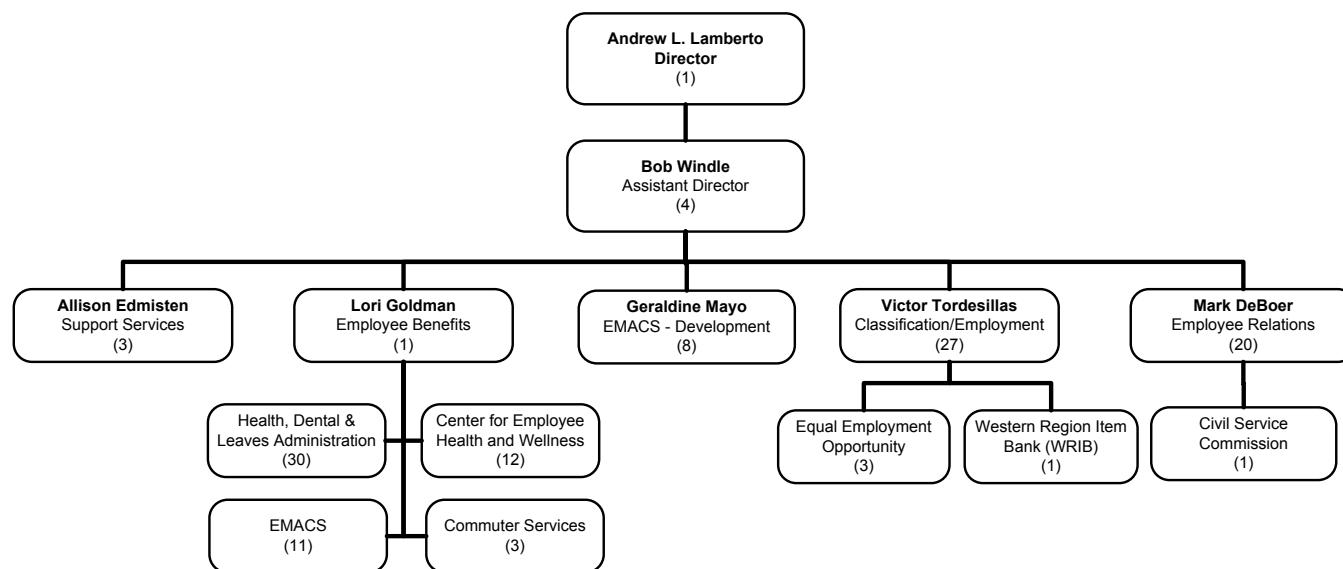 Andrew L. Lamberto
Director
(1)
Bob Windle
Assistant Director
(4)
Allison Edmisten
Support Services
(3)
Lori Goldman
Employee Benefits
(1)
Geraldine Mayo
EMACS - Development
(8)
Victor Tordesillas
Classification/Employment
(27)
Mark DeBoer
Employee Relations
(20)
Health, Dental &
Leaves Administration
(30)
Center for Employee
Health and Wellness
(12)
Equal Employment
Opportunity
(3)
Western Region Item
Bank (WRIB)
(1)
Civil Service
Commission
(1)
EMACS
(11)
Commuter Services
(3)